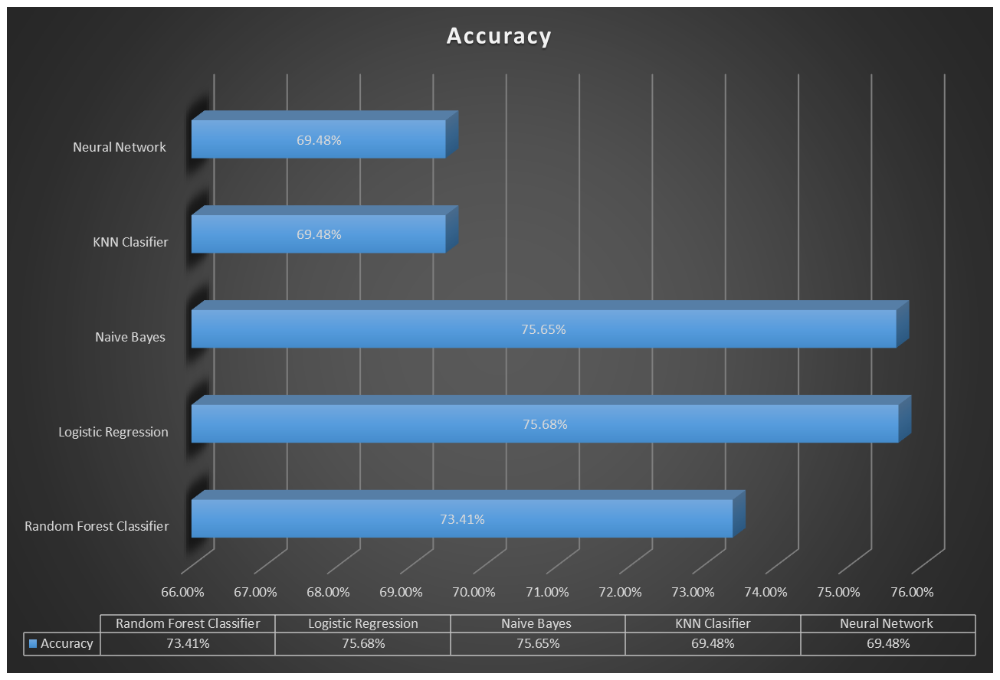 Accuracy
Neural Network
69.48%
KNN Clasifier
69.48%
Naive Bayes
75.65%
Logistic Regression
75.68%
Random Forest Classifier
73.41%
66.00% 67.00% 68.00% 69.00% 70.00% 71.00% 72.00% 73.00% 74.00% 75.00% 76.00%
Random Forest Classifier Logistic Regression Naive Bayes KNN Clasifier Neural Network
Accuracy 73.41% 75.68% 75.65% 69.48% 69.48%